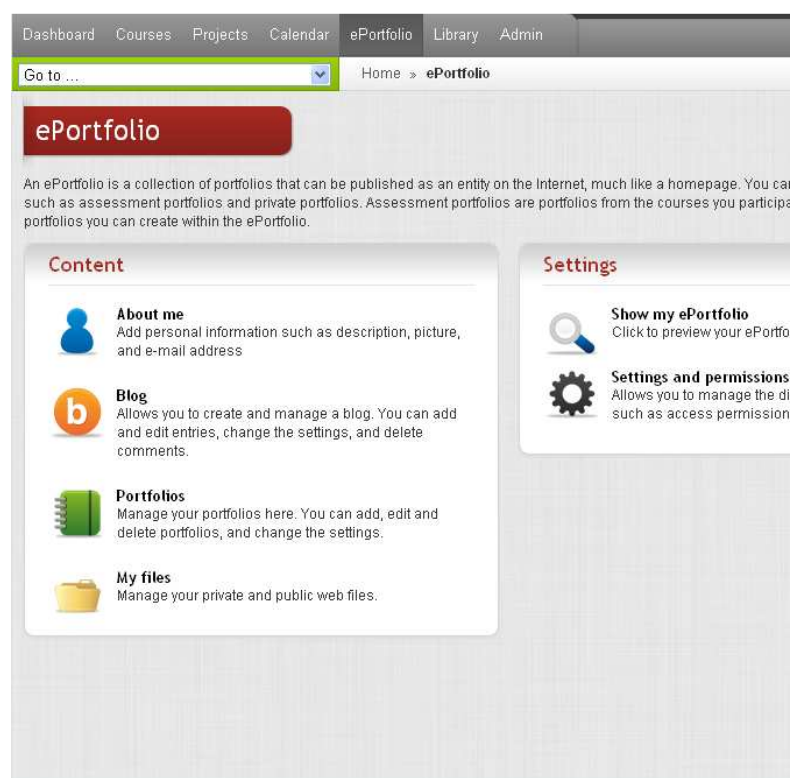 Dashboard Courses Projects Calendar ePortfolio Library Admin
Go to ...
Home » ePortfolio
ePortfolio
An ePortfolio is a collection of portfolios that can be published as an entity on the Internet, much like a homepage. You
such as assessment portfolios and private portfolios. Assessment portfolios are portfolios from the courses you
portfolios you can create within the ePortfolio.
Content
About me
Add personal information such as description, picture,
and e-mail address
Blog
Allows you to create and manage a blog. You can add
and edit entries, change the settings, and delete
comments.
Portfolios
Manage your portfolios here. You can add, edit and
delete portfolios, and change the settings.
My files
Manage your private and public web files.
Settings
Show my ePortfolio
Click to preview your
Settings and permissions
Allows you to manage the
such as access